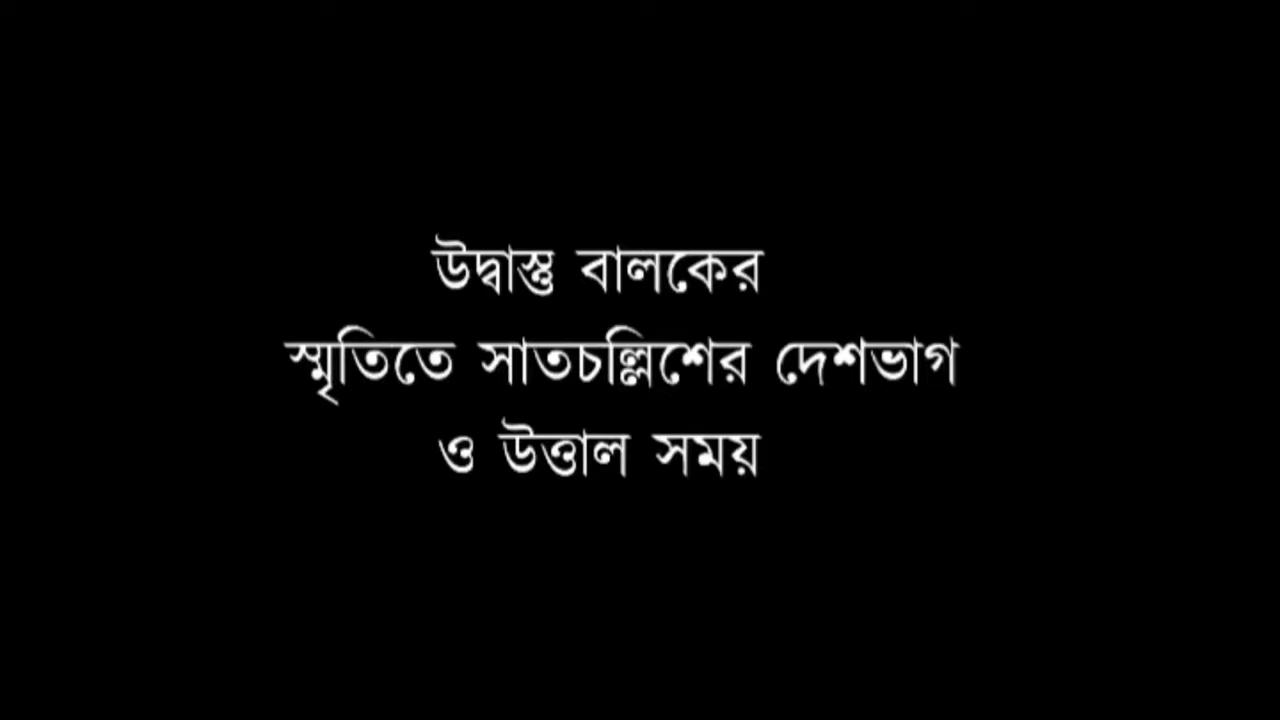 উদ্বাস্তু বালকের
স্মৃতিতে সাতচল্লিশের দেশভাগ
ও উত্তাল সময়